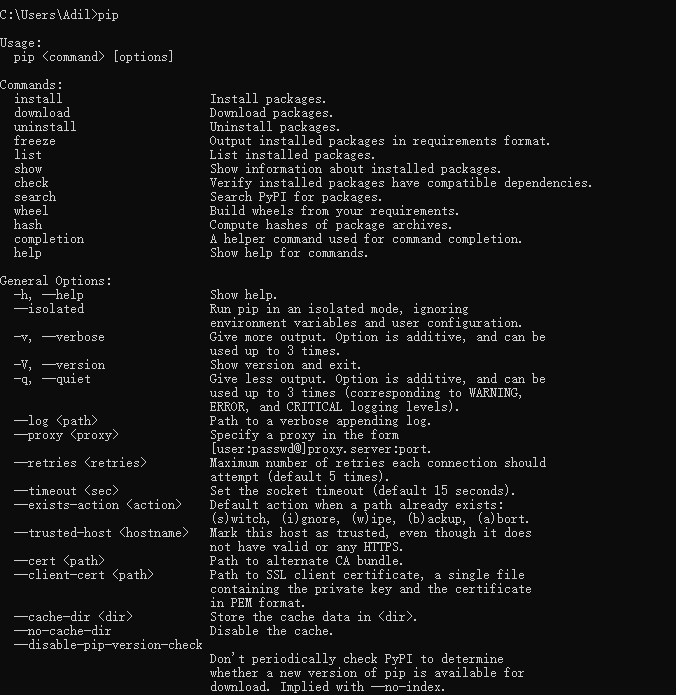 C:\Users\Adil>pip
Usage:
pip <command> [options]
Commands:
install Install packages.
download Download packages.
uninstall Uninstall packages.
freeze Output installed packages in requirements format.
list List installed packages.
show Show information about installed packages.
check Verify installed packages have compatible dependencies.
search Search PyPI for packages.
wheel Build wheels from your requirements.
hash Compute hashes of package archives.
completion A helper command used for command completion.
help Show help for commands.
General Options:
-h, --help Show help.
--isolated Run pip in an isolated mode, ignoring
environment variables and user configuration.
-v, --verbose Give more output. Option is additive, and can be
used up to 3 times.
-V, --version Show version and exit.
-q, --quiet Give less output. Option is additive, and can be
used up to 3 times (corresponding to WARNING,
ERROR, and CRITICAL logging levels).
--log <path> Path to a verbose appending log.
--proxy <proxy> Specify a proxy in the form
[user:passwd@]proxy.server:port.
--retries <retries> Maximum number of retries each connection should
attempt (default 5 times).
--timeout <sec> Set the socket timeout (default 15 seconds).
--exists-action <action> Default action when a path already exists:
(s)witch, (i)gnore, (w)ipe, (b)ackup, (a)bort.
--trusted-host <hostname> Mark this host as trusted, even though it does
not have valid or any HTTPS.
--cert <path> Path to alternate CA bundle.
--client-cert <path> Path to SSL client certificate, a single file
containing the private key and the certificate
in PEM format.
--cache-dir <dir> Store the cache data in <dir>.
--no-cache-dir Disable the cache.
--disable-pip-version-check
Don't periodically check PyPI to determine
whether a new version of pip is available for
download. Implied with --no-index.